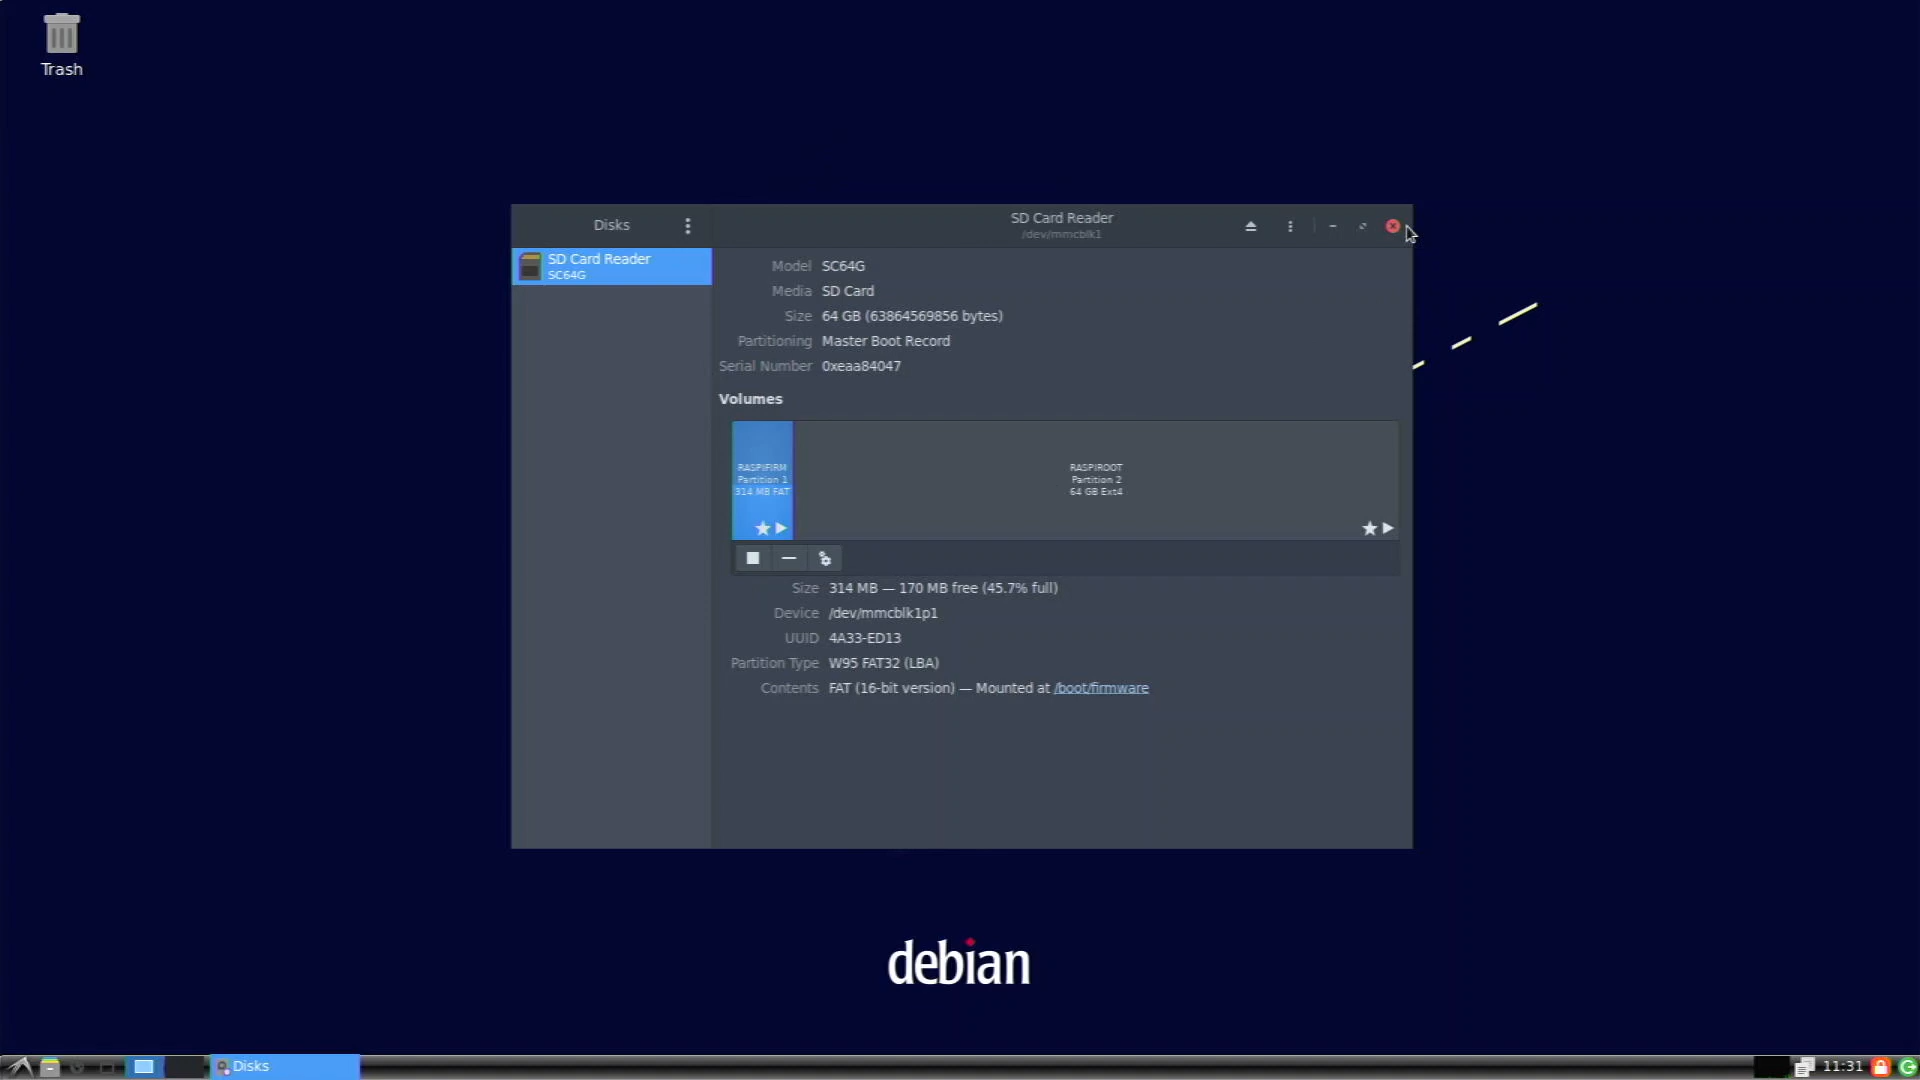 Trash
Disks
SD Card Reader
/dev/mmcblk1
SD Card Reader
SC64G
Model SC64G
Media SD Card
Size 64 GB (63864569856 bytes)
Partitioning Master Boot Record
Serial Number 0xeaa84047
Volumes
RASPIFIRM
Partition 1
314 MB FAT
RASPIROOT
Partition 2
64 GB Ext4
Size 314 MB — 170 MB free (45.7% full)
Device /dev/mmcblk1p1
UUID 4A33-ED13
Partition Type W95 FAT32 (LBA)
Contents FAT (16-bit version) — Mounted at /boot/firmware
debian
Disks
11:31